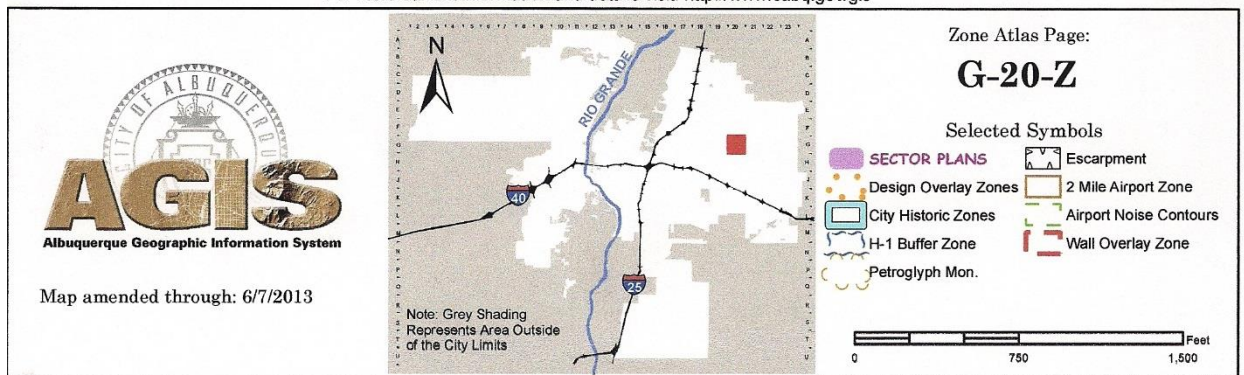 CITY OF ALBUQUERQUE
AGIS
Albuquerque Geographic Information System
Map amended through: 6/7/2013
N
RIO GRANDE
40
25
Note: Grey Shading
Represents Area Outside
of the City Limits
Zone Atlas Page:
G-20-Z
Selected Symbols
SECTOR PLANS
Design Overlay Zones
City Historic Zones
H-1 Buffer Zone
Petroglyph Mon.
Escarpment
2 Mile Airport Zone
Airport Noise Contours
Wall Overlay Zone
Feet
0 750 1,500